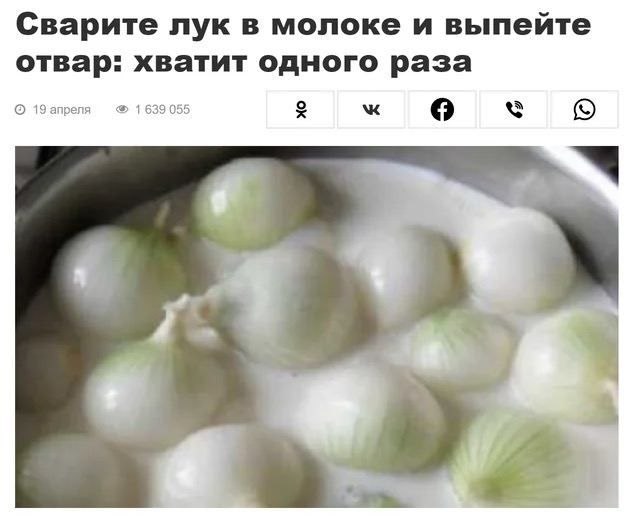 Сварите лук в молоке и выпейте
отвар: хватит одного раза
19 апреля 1 639 055